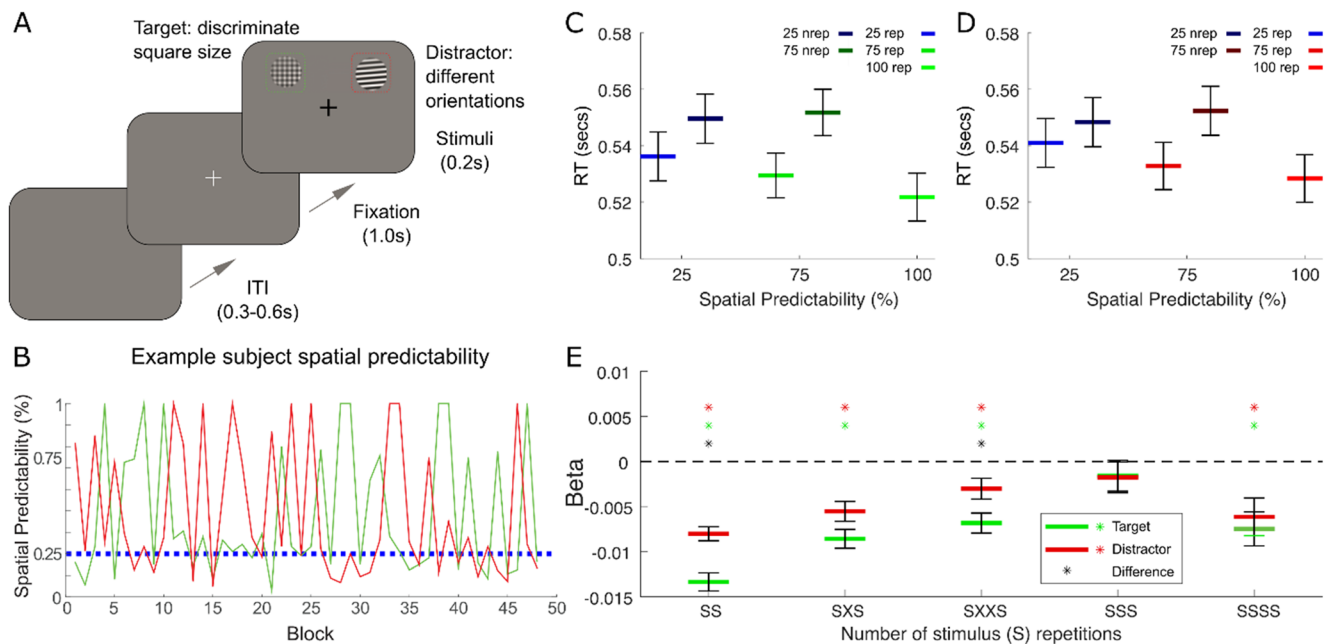 A
Target: discriminate
square size
Distractor:
different
orientations
Stimuli
(0.2s)
Fixation
(1.0s)
ITI
(0.3-0.6s)
B
Example subject spatial predictability
Spatial Predictability (%)
1
0.75
0.25
0
0 5 10 15 20 25 30 35 40 45 50
Block
C
25 nrep 25 rep
75 nrep 75 rep
100 rep
RT (secs)
0.58
0.56
0.54
0.52
0.5
25 75 100
Spatial Predictability (%)
D
25 nrep 25 rep
75 nrep 75 rep
100 rep
RT (secs)
0.58
0.56
0.54
0.52
0.5
25 75 100
Spatial Predictability (%)
E
Beta
0.01
0.005
0
-0.005
-0.01
-0.015
Target
Distractor
Difference
SS SXS SXXS SSS SSSS
Number of stimulus (S) repetitions